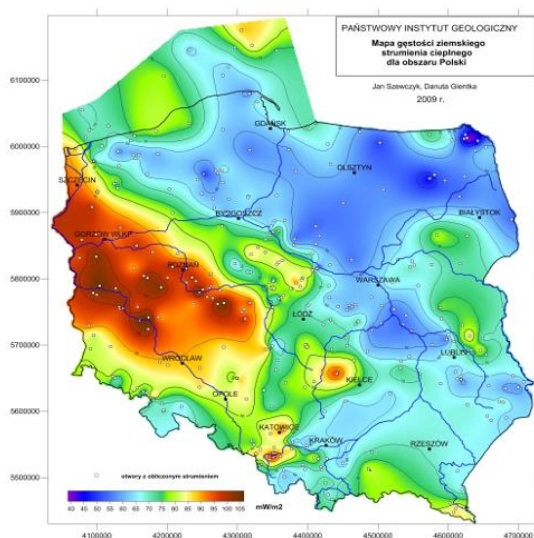 PAŃSTWOWY INSTYTUT GEOLOGICZNY
Mapa gęstości ziemskiego
strumienia cieplnego
dla obszaru Polski
Jan Szewczyk, Danuta Gientka
2009 r.
6100000
GDAŃSK
6000000
OLSZTYN
SZCZECIN
5900000
BYDGOSZCZ
BIAŁYSTOK
GORZÓW WLKP.
POZNAŃ
5800000
WARSZAWA
ŁÓDŹ
5700000
WROCŁAW
LUBLIN
KIELCE
OPOLE
5600000
KATOWICE
KRAKÓW
RZESZÓW
5500000
otwory z obliczonym strumieniem
40 45 50 55 60 65 70 75 80 85 90 95 100 105
mW/m2
4100000 4200000 4300000 4400000 4500000 4600000 4700000